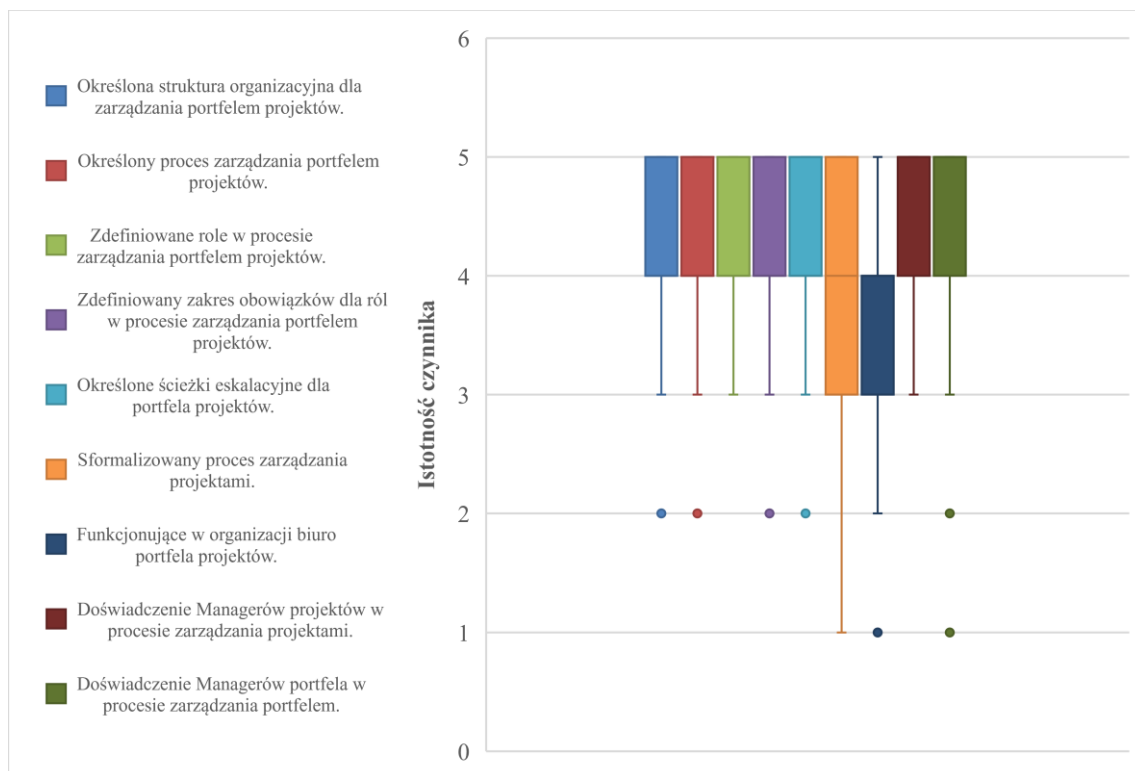 Określona struktura organizacyjna dla
zarządzania portfelem projektów.
Określony proces zarządzania portfelem
projektów.
Zdefiniowane role w procesie
zarządzania portfelem projektów.
Zdefiniowany zakres obowiązków dla ról
w procesie zarządzania portfelem
projektów.
Określone ścieżki eskalacyjne dla
portfela projektów.
Sformalizowany proces zarządzania
projektami.
Funkcjonujące w organizacji biuro
portfela projektów.
Doświadczenie Managerów projektów w
procesie zarządzania projektami.
Doświadczenie Managerów portfela w
procesie zarządzania portfelem.
Istotność czynnika
6
5
4
3
2
1
0